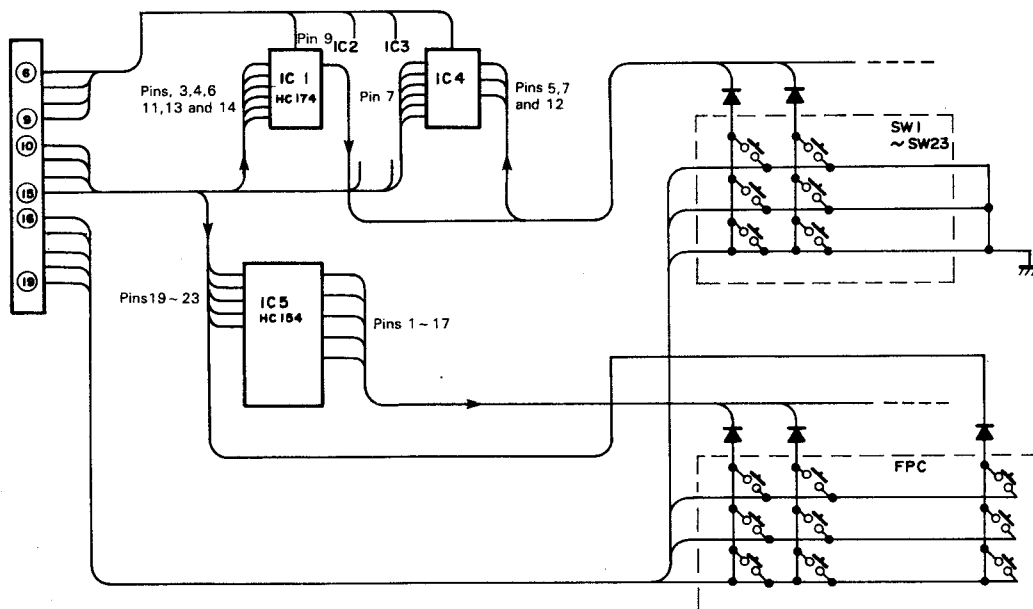 Pin 9
IC2
IC3
6
9
10
15
16
19
IC 1
HC174
IC4
Pins, 3,4.6
11,13 and 14
Pin 7
Pins 5,7
and 12
SW1
~ SW23
Pins19~23
IC5
HC154
Pins 1~17
FPC